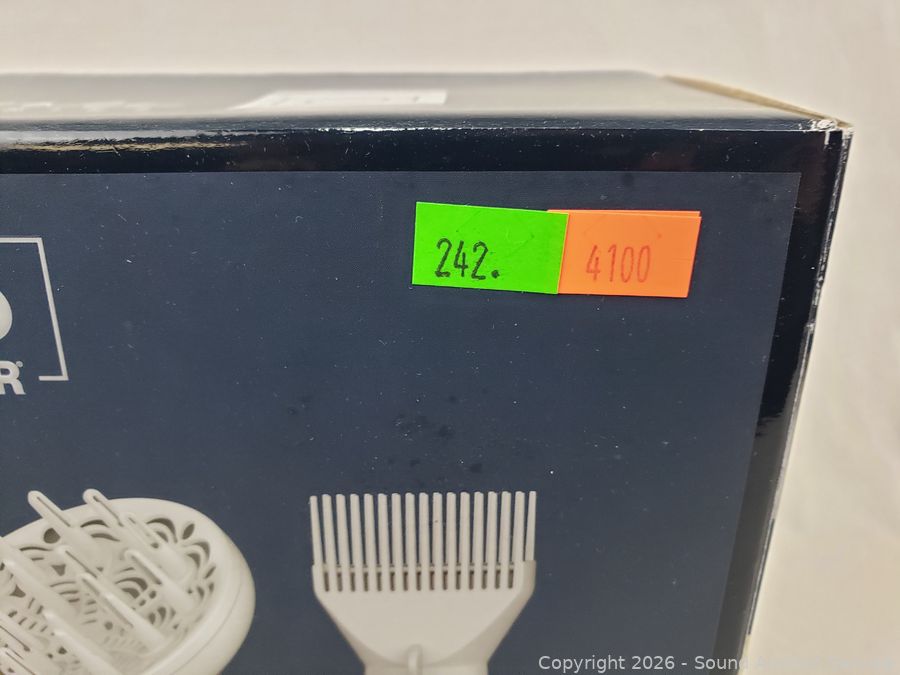 242.
4100
R
Copyright 2026 - Sound Auction Service